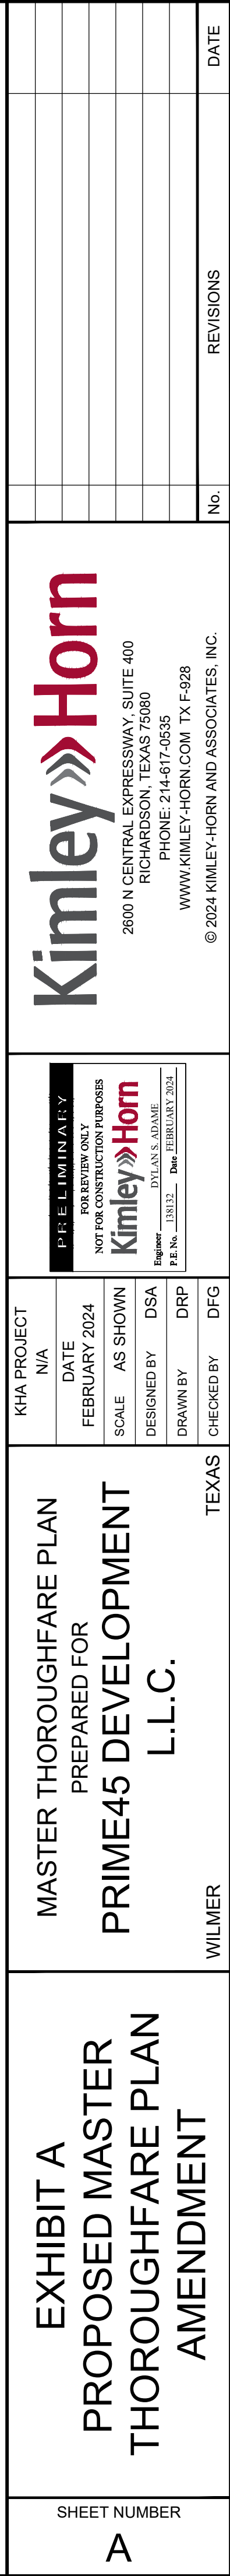 No. REVISIONS DATE
Kimley»Horn
2600 N CENTRAL EXPRESSWAY, SUITE 400
RICHARDSON, TEXAS 75080
PHONE: 214-617-0535
WWW.KIMLEY-HORN.COM TX F-928
© 2024 KIMLEY-HORN AND ASSOCIATES, INC.
PRELIMINARY
FOR REVIEW ONLY
NOT FOR CONSTRUCTION PURPOSES
Kimley»Horn
Engineer DYLAN S. ADAME
P.E. No. 138132 Date FEBRUARY 2024
KHA PROJECT
N/A
DATE
FEBRUARY 2024
SCALE AS SHOWN
DESIGNED BY DSA
DRAWN BY DRP
CHECKED BY DFG
MASTER THOROUGHFARE PLAN
PREPARED FOR
PRIME45 DEVELOPMENT
L.L.C.
WILMER TEXAS
EXHIBIT A
PROPOSED MASTER
THOROUGHFARE PLAN
AMENDMENT
SHEET NUMBER
A